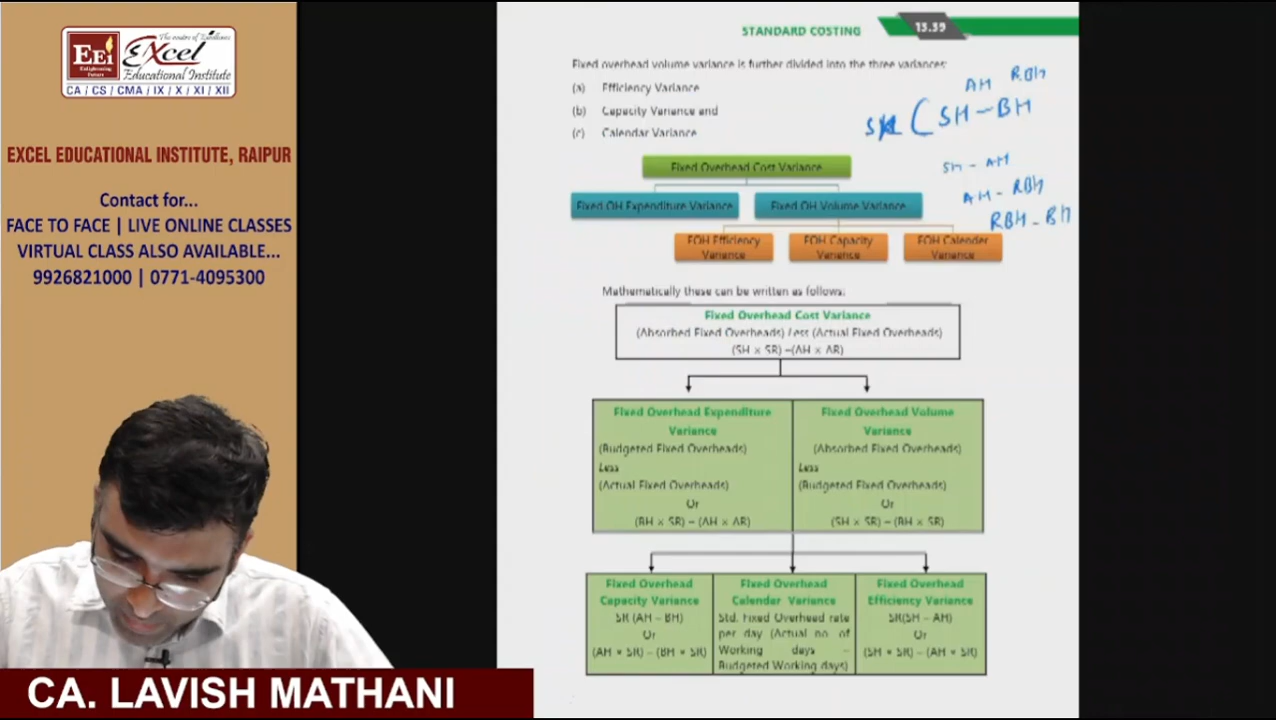 EEi
Enlightening Future
The centre of Excellence
Excel
Educational Institute
CA / CS / CMA / IX / X / XI / XII
EXCEL EDUCATIONAL INSTITUTE, RAIPUR
Contact for...
FACE TO FACE | LIVE ONLINE CLASSES
VIRTUAL CLASS ALSO AVAILABLE...
9926821000 | 0771-4095300
CA. LAVISH MATHANI
STANDARD COSTING
13.39
Fixed overhead volume variance is further divided into the three variances:
(a) Efficiency Variance
(b) Capacity Variance and
(c) Calendar Variance
AH RBH
( SH - BH
SH - AH
AH - RBH
RBH - BH
Fixed Overhead Cost Variance
Fixed OH Expenditure Variance
Fixed OH Volume Variance
FOH Efficiency
Variance
FOH Capacity
Variance
FOH Calender
Variance
Mathematically these can be written as follows:
Fixed Overhead Cost Variance
(Absorbed Fixed Overheads) Less (Actual Fixed Overheads)
(SH × SR) –(AH × AR)
Fixed Overhead Expenditure
Variance
(Budgeted Fixed Overheads)
Less
(Actual Fixed Overheads)
Or
(BH × SR) – (AH × AR)
Fixed Overhead Volume
Variance
(Absorbed Fixed Overheads)
Less
(Budgeted Fixed Overheads)
Or
(SH × SR) – (BH × SR)
Fixed Overhead
Capacity Variance
SR (AH – BH)
Or
(AH × SR) – (BH × SR)
Fixed Overhead
Calendar Variance
Std. Fixed Overhead rate
per day (Actual no of
Working days –
Budgeted Working days)
Fixed Overhead
Efficiency Variance
SR(SH – AH)
Or
(SH × SR) – (AH × SR)